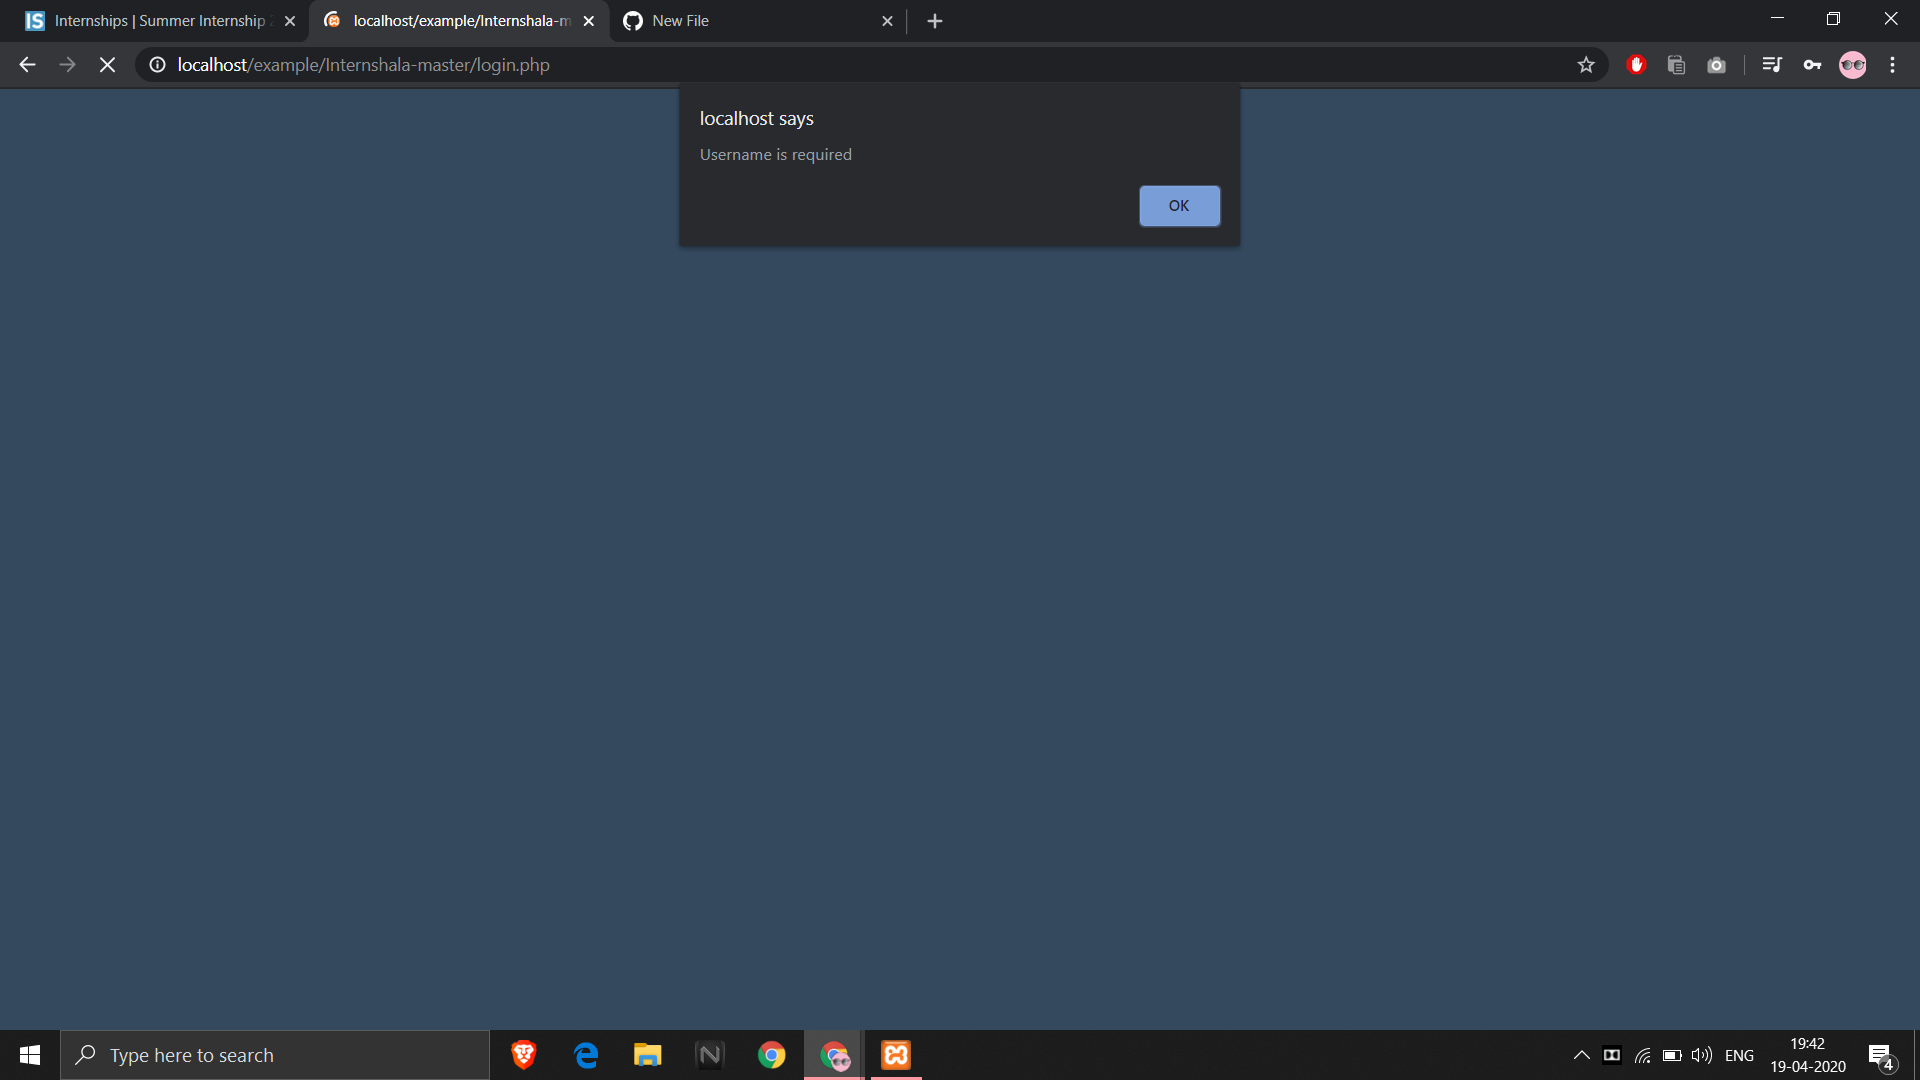 IS Internships | Summer Internship
localhost/example/Internshala-m
New File
localhost/example/Internshala-master/login.php
localhost says
Username is required
OK
Type here to search
ENG
19:42
19-04-2020
4